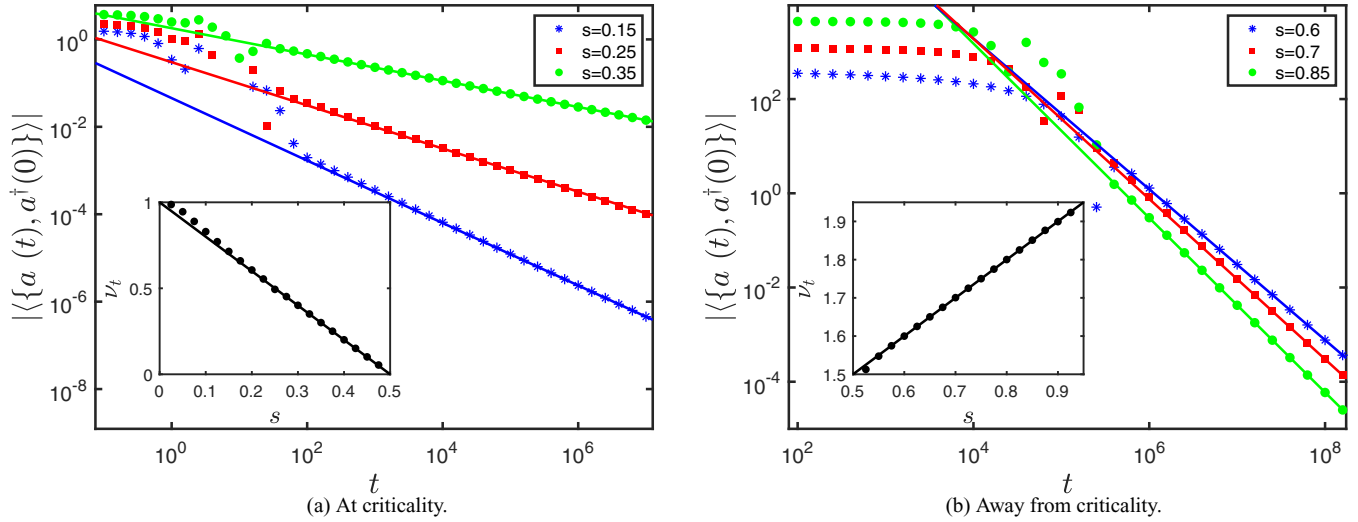 10^0
10^{-2}
10^{-4}
10^{-6}
10^{-8}
|⟨{a (t), a^†(0)}⟩|
s=0.15
s=0.25
s=0.35
1
0.5
0
ν_t
0 0.1 0.2 0.3 0.4 0.5
s
10^0 10^2 10^4 10^6
t
(a) At criticality.
10^2
10^0
10^{-2}
10^{-4}
|⟨{a (t), a^†(0)}⟩|
s=0.6
s=0.7
s=0.85
1.9
1.8
1.7
1.6
1.5
ν_t
0.5 0.6 0.7 0.8 0.9
s
10^2 10^4 10^6 10^8
t
(b) Away from criticality.